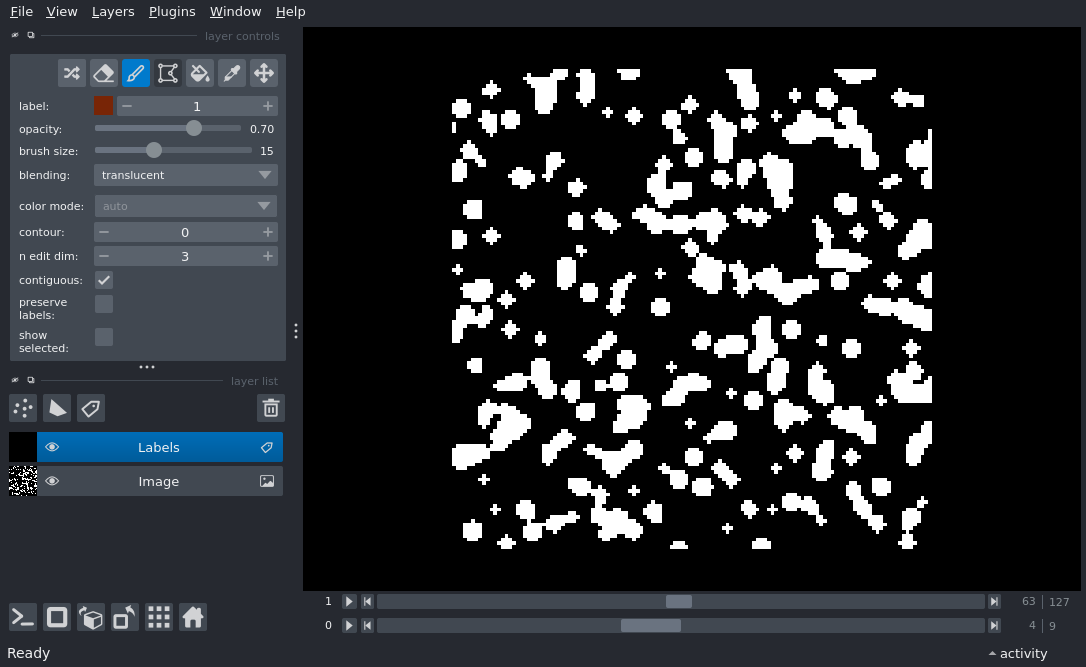 File View Layers Plugins Window Help
layer controls
label: 1
opacity: 0.70
brush size: 15
blending: translucent
color mode: auto
contour: 0
n edit dim: 3
contiguous:
preserve
labels:
show
selected:
layer list
Labels
Image
1 63 127
0 4 9
Ready
activity